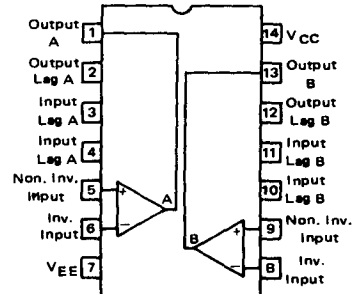 Output
A
1
Output
Lag A
2
Input
Lag A
3
Input
Lag A
4
Non. Inv.
Input
5
+
Inv.
Input
6
−
VEE
7
A
14
VCC
13
Output
B
12
Output
Lag B
11
Input
Lag B
10
Input
Lag B
B
+
9
Non. Inv.
Input
−
8
Inv.
Input